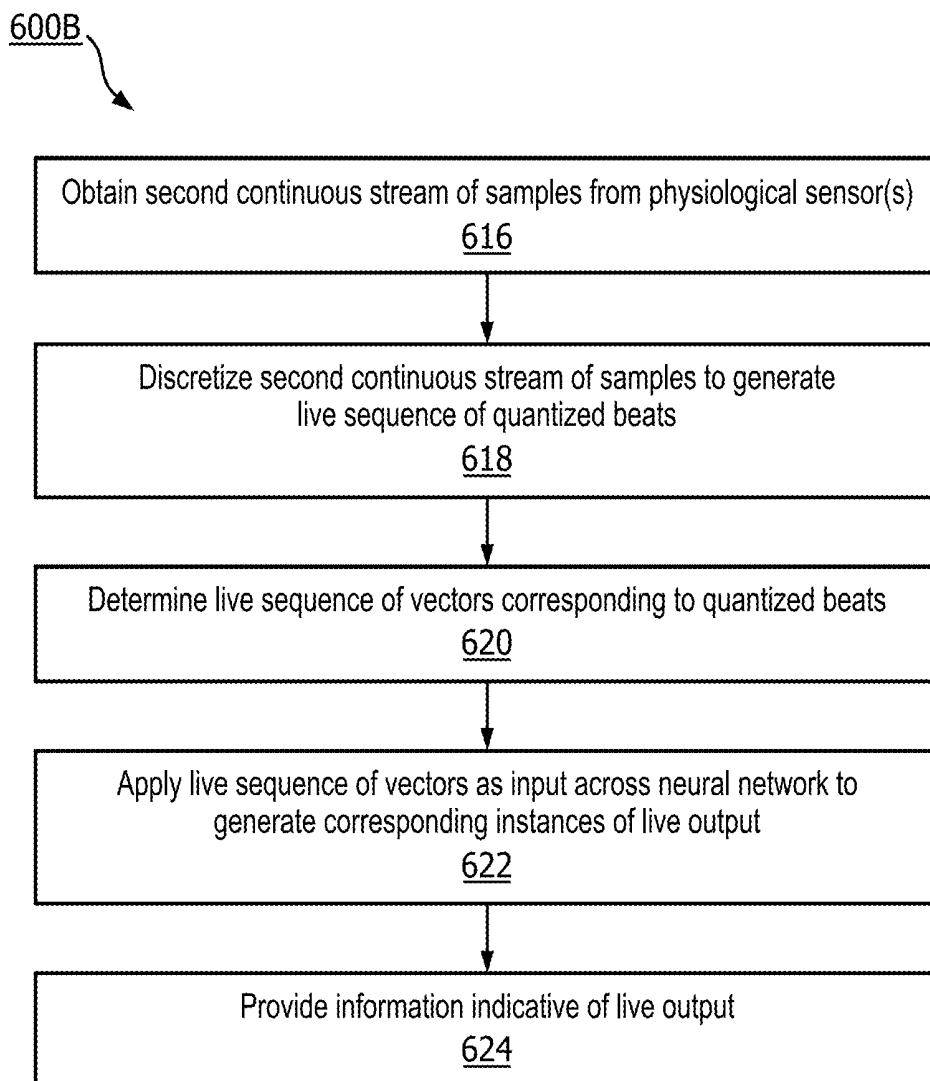 600B
Obtain second continuous stream of samples from physiological sensor(s)
616
Discretize second continuous stream of samples to generate
live sequence of quantized beats
618
Determine live sequence of vectors corresponding to quantized beats
620
Apply live sequence of vectors as input across neural network to
generate corresponding instances of live output
622
Provide information indicative of live output
624